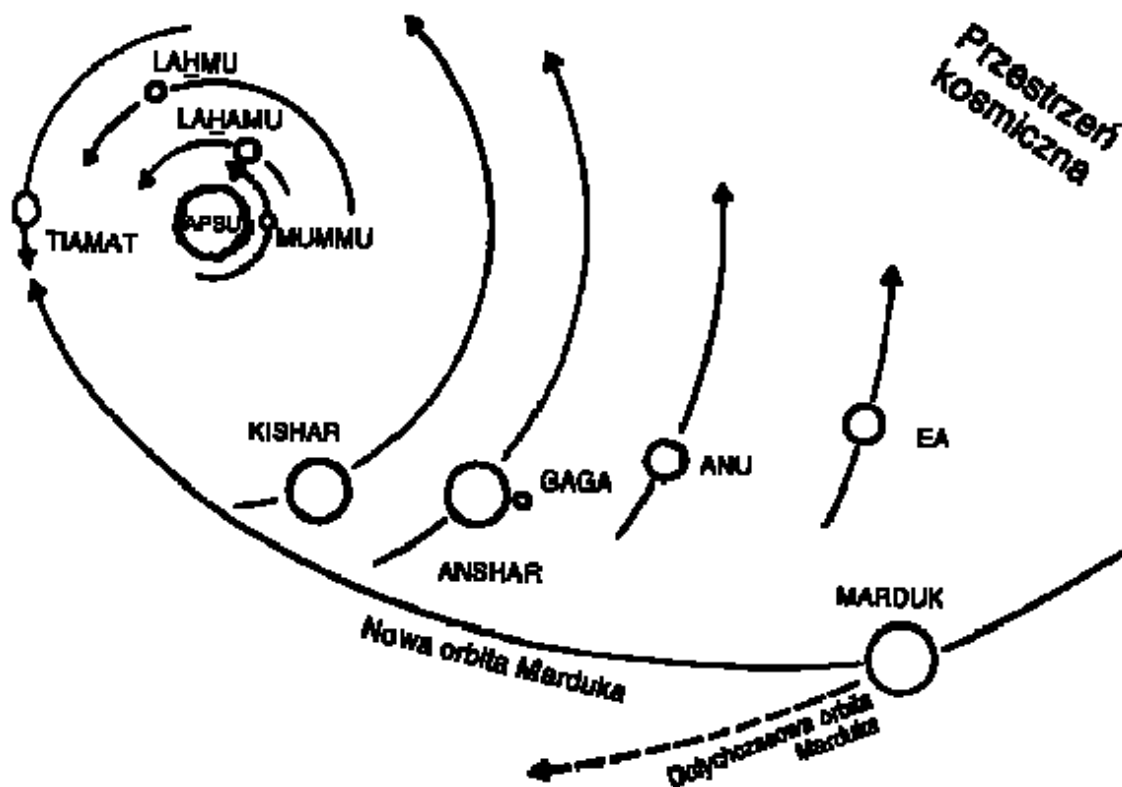 Przestrzeń
kosmiczna
LAHMU
LAHAMU
APSU
MUMMU
TIAMAT
KISHAR
GAGA
ANSHAR
ANU
EA
MARDUK
Nowa orbita Marduka
Dotychczasowa orbita
Marduka